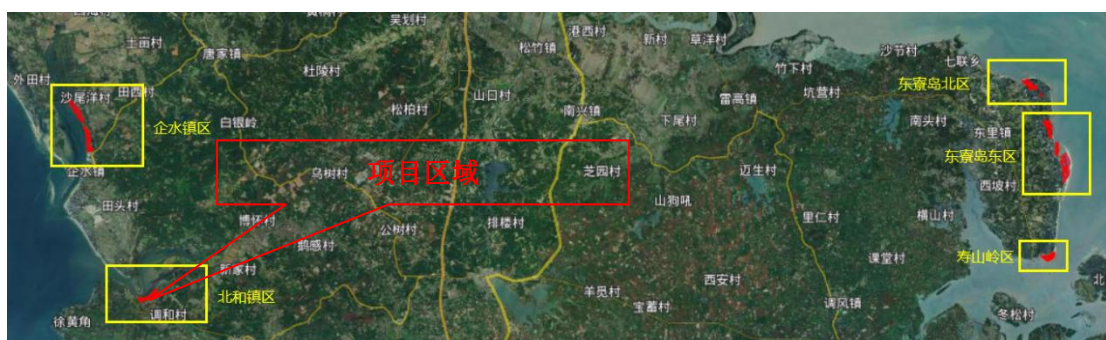 吴划村
港西村
松竹镇
新村
草洋村
土亩村
唐家镇
沙节村
七联乡
杜陵村
竹下村
外田村
东寮岛北区
沙尾洋村
田西村
山口村
坑营村
雷高镇
松柏村
南兴镇
企水镇区
白银岭
下尾村
南头村
东里镇
东寮岛东区
企水镇
乌树村
项目区域
芝园村
迈生村
西坡村
田头村
山狗吼
博怀村
排楼村
里仁村
横山村
公树村
鹅感村
寿山岭区
课堂村
新家村
西安村
北
北和镇区
羊觅村
宝蓄村
调风镇
徐黄角
调和村
冬松村